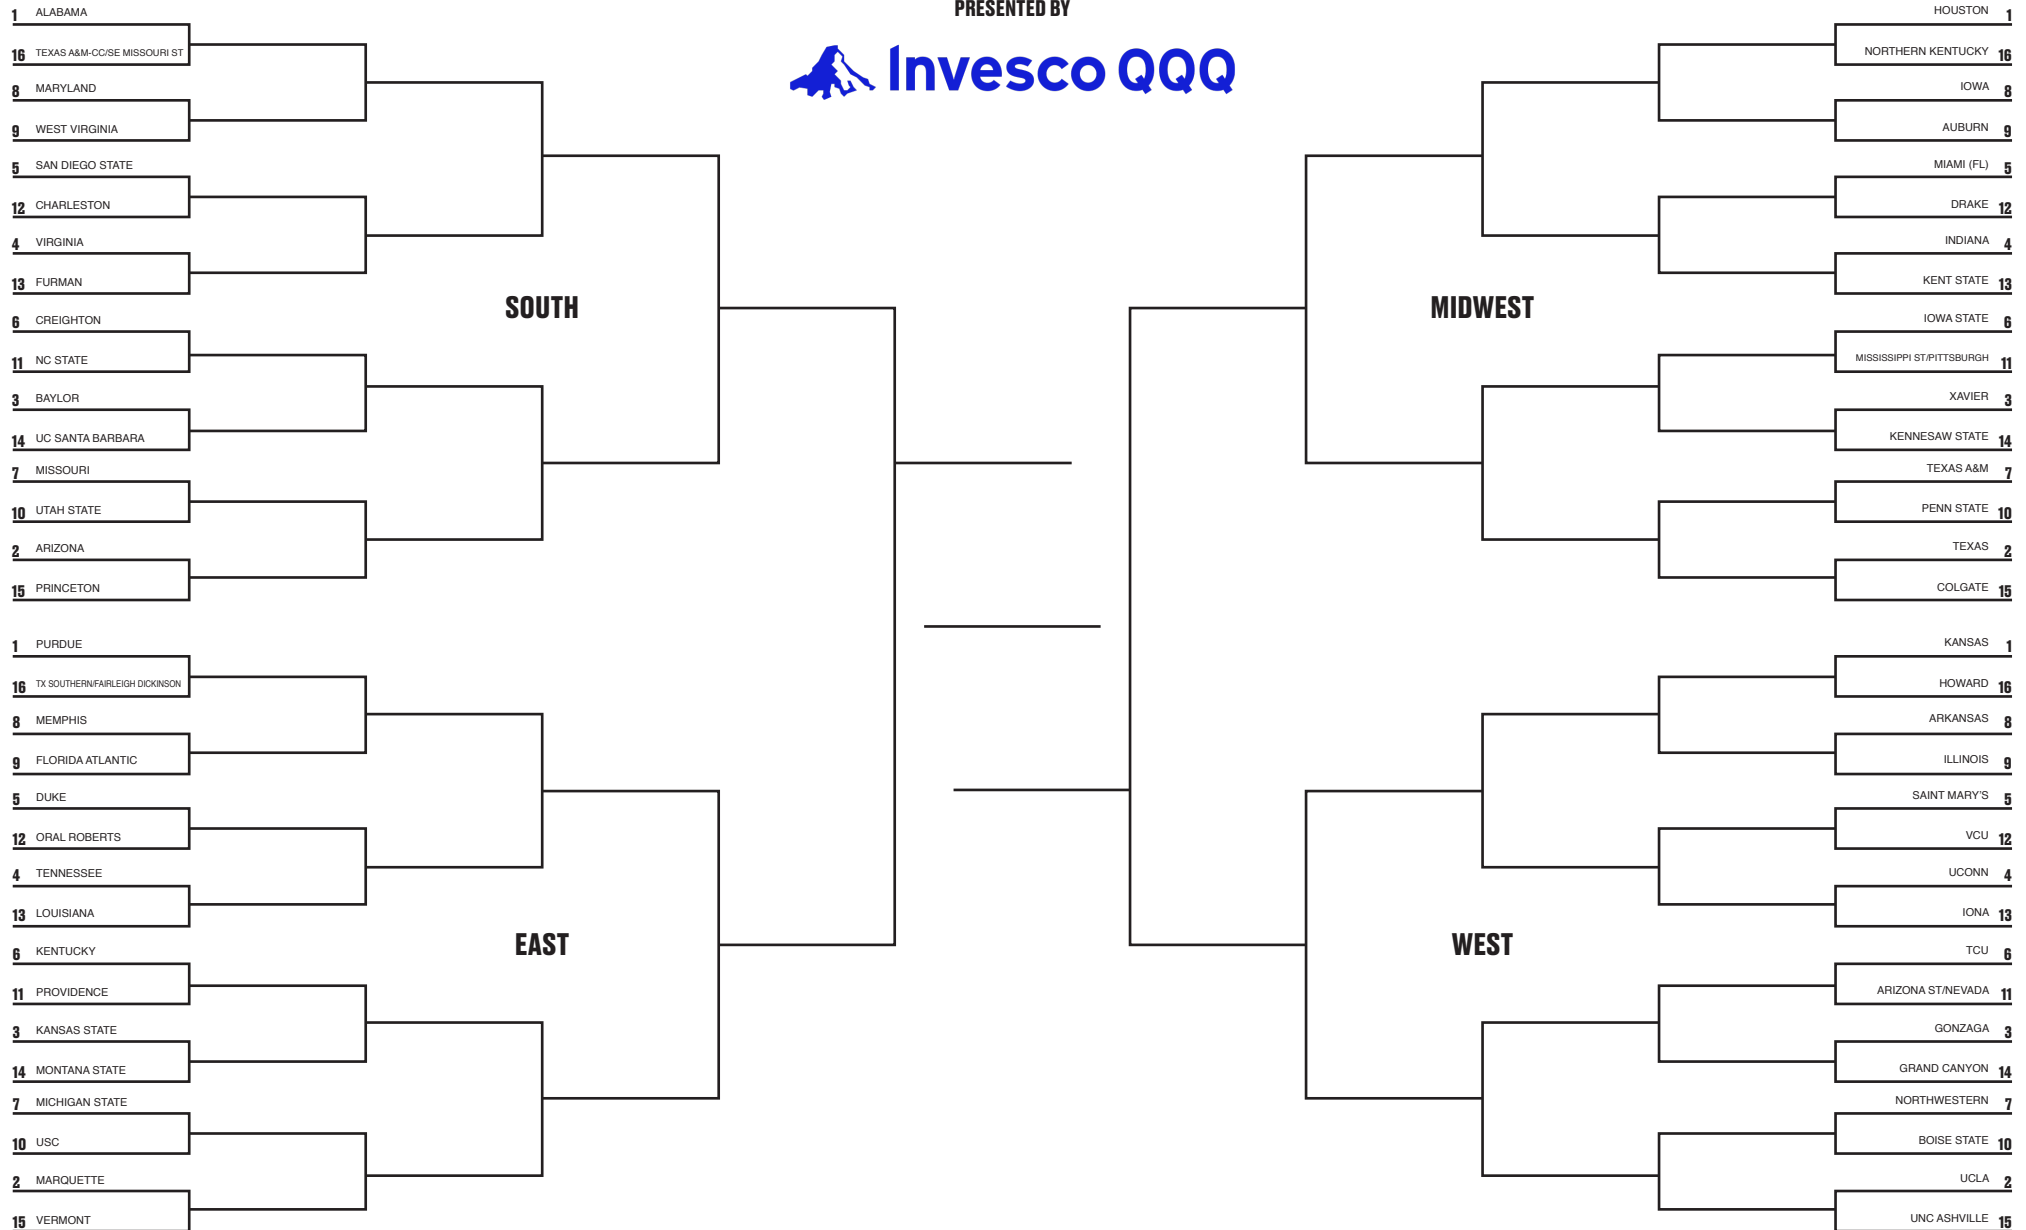 PRESENTED BY
Invesco QQQ
1 ALABAMA
16 TEXAS A&M-CC/SE MISSOURI ST
8 MARYLAND
9 WEST VIRGINIA
5 SAN DIEGO STATE
12 CHARLESTON
4 VIRGINIA
13 FURMAN
SOUTH
6 CREIGHTON
11 NC STATE
3 BAYLOR
14 UC SANTA BARBARA
7 MISSOURI
10 UTAH STATE
2 ARIZONA
15 PRINCETON
1 PURDUE
16 TX SOUTHERN/FAIRLEIGH DICKINSON
8 MEMPHIS
9 FLORIDA ATLANTIC
5 DUKE
12 ORAL ROBERTS
4 TENNESSEE
13 LOUISIANA
EAST
6 KENTUCKY
11 PROVIDENCE
3 KANSAS STATE
14 MONTANA STATE
7 MICHIGAN STATE
10 USC
2 MARQUETTE
15 VERMONT
HOUSTON 1
NORTHERN KENTUCKY 16
IOWA 8
AUBURN 9
MIAMI (FL) 5
DRAKE 12
INDIANA 4
KENT STATE 13
MIDWEST
IOWA STATE 6
MISSISSIPPI ST/PITTSBURGH 11
XAVIER 3
KENNESAW STATE 14
TEXAS A&M 7
PENN STATE 10
TEXAS 2
COLGATE 15
KANSAS 1
HOWARD 16
ARKANSAS 8
ILLINOIS 9
SAINT MARY'S 5
VCU 12
UCONN 4
IONA 13
WEST
TCU 6
ARIZONA ST/NEVADA 11
GONZAGA 3
GRAND CANYON 14
NORTHWESTERN 7
BOISE STATE 10
UCLA 2
UNC ASHVILLE 15